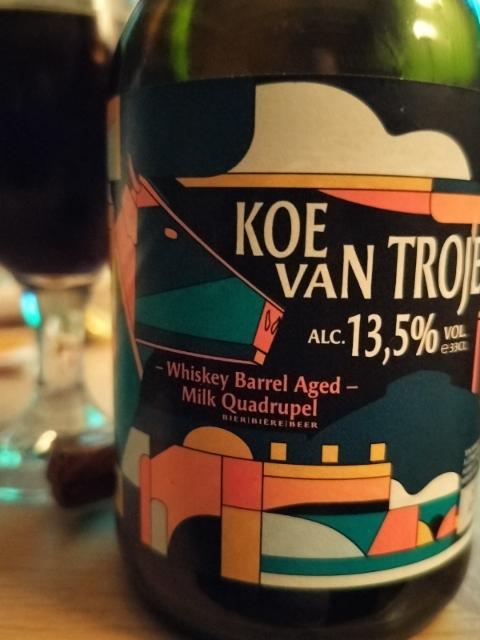 KOE
VAN TROJE
ALC. 13,5% VOL.
e33CL
– Whiskey Barrel Aged –
Milk Quadrupel
BIER|BIÈRE|BEER